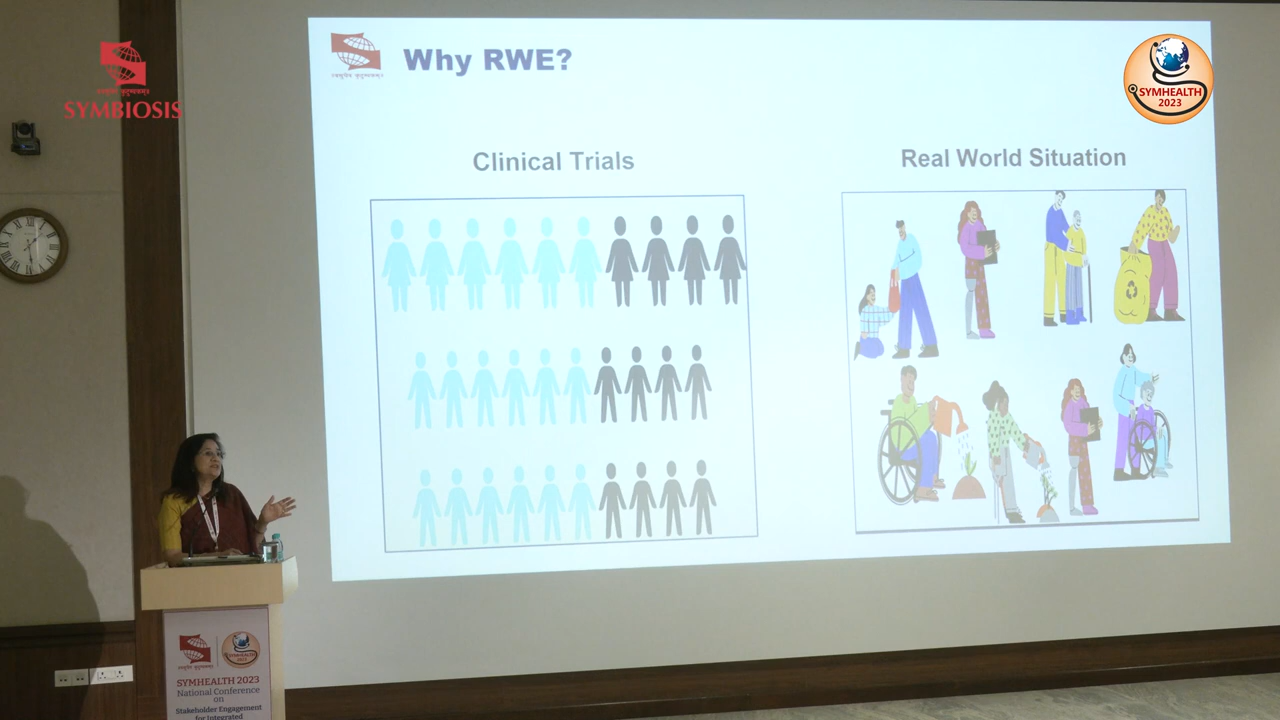 SYMBIOSIS
Why RWE?
SYMHEALTH
2023
Clinical Trials
Real World Situation
SYMHEALTH 2023
National Conference
on
Stakeholder Engagement
for Integrated